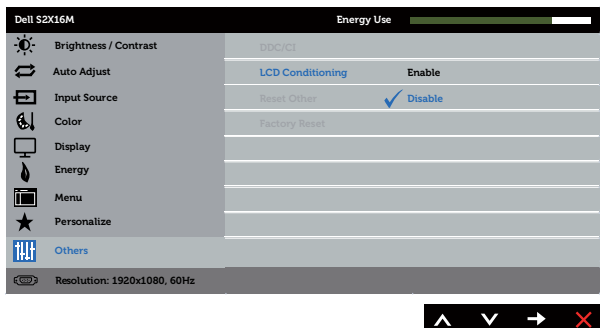 Dell S2X16M Energy Use
Brightness / Contrast DDC/CI
Auto Adjust LCD Conditioning Enable
Input Source Reset Other Disable
Color Factory Reset
Display
Energy
Menu
Personalize
Others
Resolution: 1920x1080, 60Hz